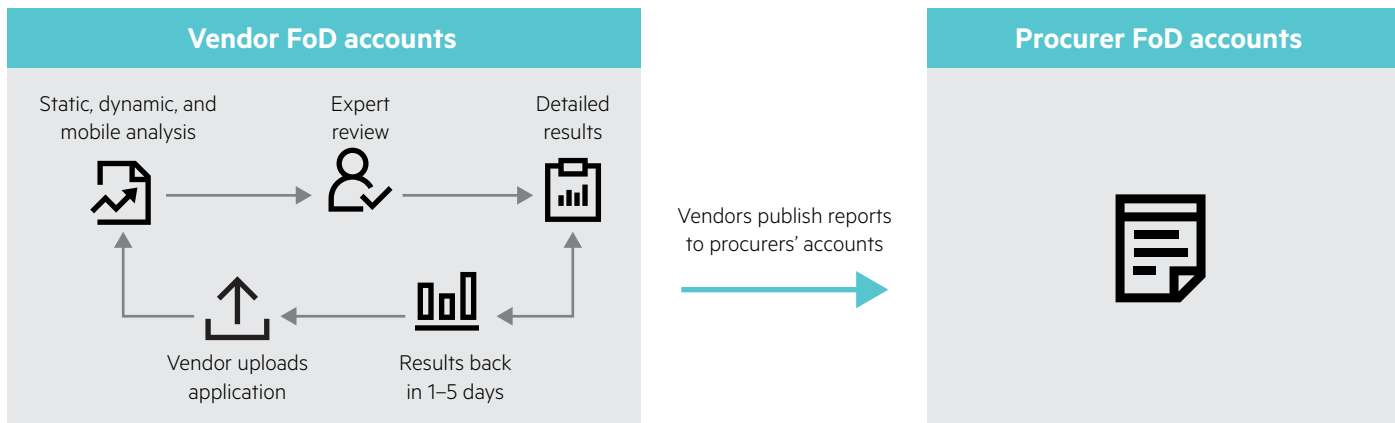 Vendor FoD accounts
Static, dynamic, and
mobile analysis
Expert
review
Detailed
results
Vendor uploads
application
Results back
in 1–5 days
Vendors publish reports
to procurers’ accounts
Procurer FoD accounts